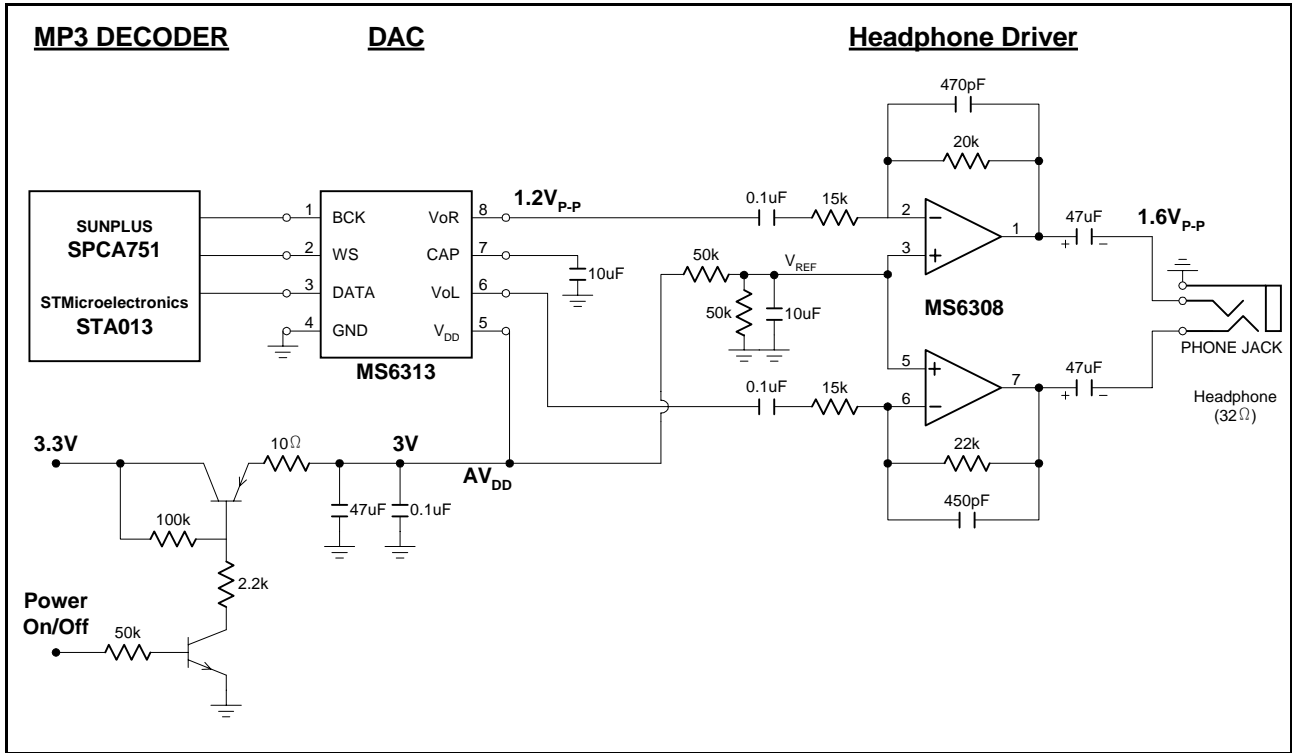 MP3 DECODER
DAC
Headphone Driver
470pF
20k
SUNPLUS
SPCA751
STMicroelectronics
STA013
1 BCK VoR 8
2 WS CAP 7
3 DATA VoL 6
4 GND VDD 5
MS6313
1.2VP-P
10uF
0.1uF
15k
2
3
1
47uF
+ −
1.6VP-P
50k
VREF
50k
10uF
MS6308
PHONE JACK
Headphone
(32Ω)
0.1uF
15k
5
6
7
47uF
+ −
22k
450pF
3.3V
10Ω
3V
AVDD
47uF
0.1uF
100k
2.2k
Power
On/Off
50k